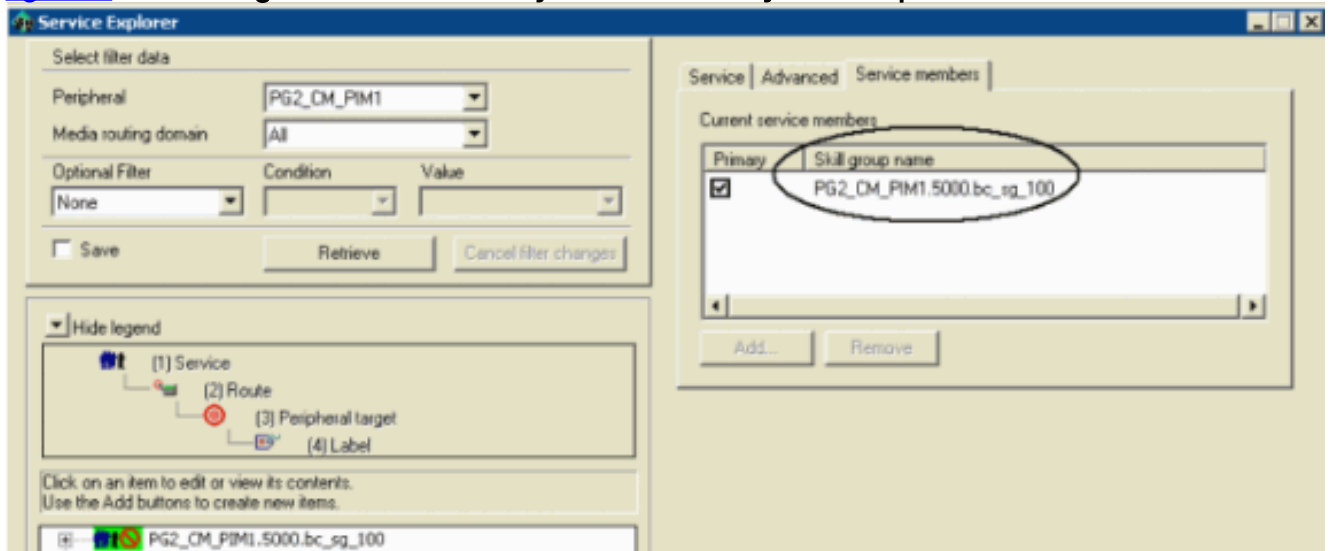 Service Explorer
Select filter data
Peripheral
PG2_CM_PIM1
Media routing domain
All
Optional Filter
Condition
Value
None
Save
Retrieve
Cancel filter changes
Hide legend
(1) Service
(2) Route
(3) Peripheral target
(4) Label
Click on an item to edit or view its contents.
Use the Add buttons to create new items.
PG2_CM_PIM1.5000.bc_sg_100
Service
Advanced
Service members
Current service members
Primary
Skill group name
PG2_CM_PIM1.5000.bc_sg_100
Add...
Remove